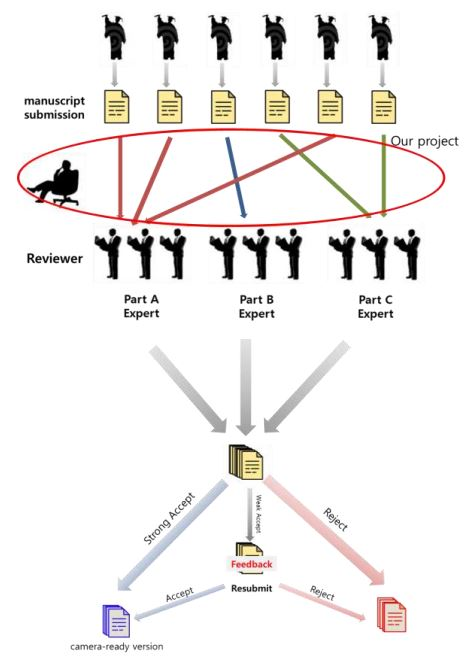 manuscript
submission
Our project
Reviewer
Part A
Expert
Part B
Expert
Part C
Expert
Strong Accept
Weak Accept
Reject
Feedback
Resubmit
Accept
Reject
camera-ready version